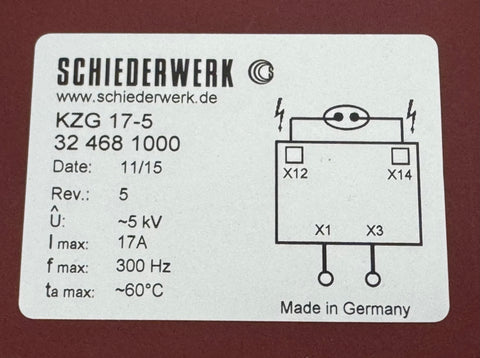 SCHIEDERWERK
www.schiederwerk.de
KZG 17-5
32 468 1000
Date: 11/15
Rev.: 5
Û: ~5 kV
I max: 17A
f max: 300 Hz
ta max: ~60°C
X12 X14
X1 X3
Made in Germany